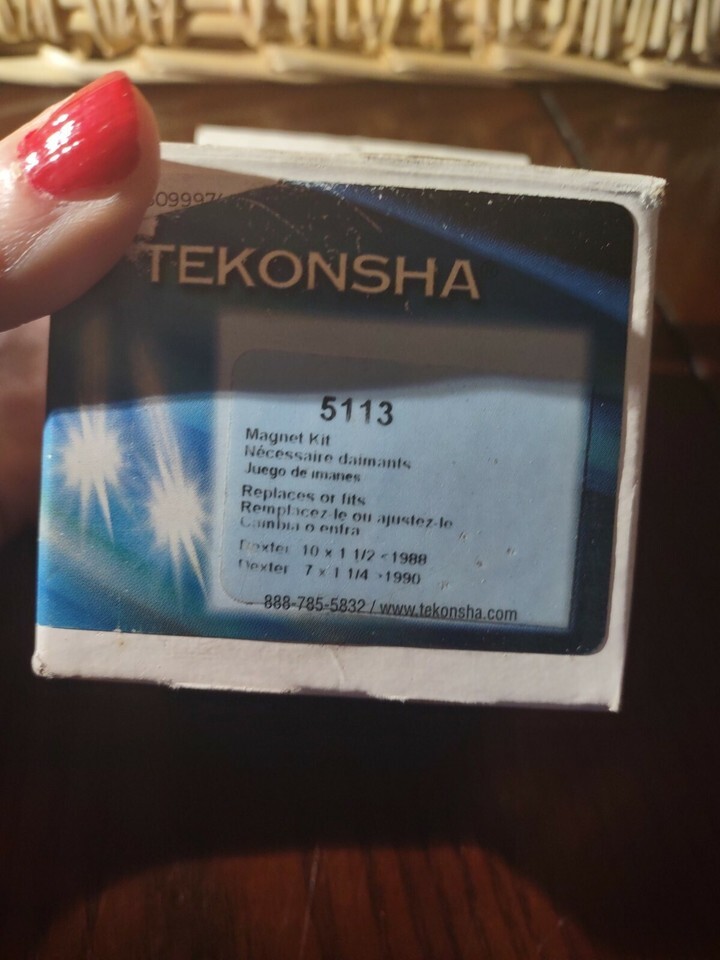 TEKONSHA
5113
Magnet Kit
Nécessaire daimants
Juego de imanes
Replaces or fits
Remplacez-le ou ajustez-le
Cambia o entra
Dexter 10 x 1 1/2 <1988
Dexter 7 x 1 1/4 >1990
888-785-5832 / www.tekonsha.com